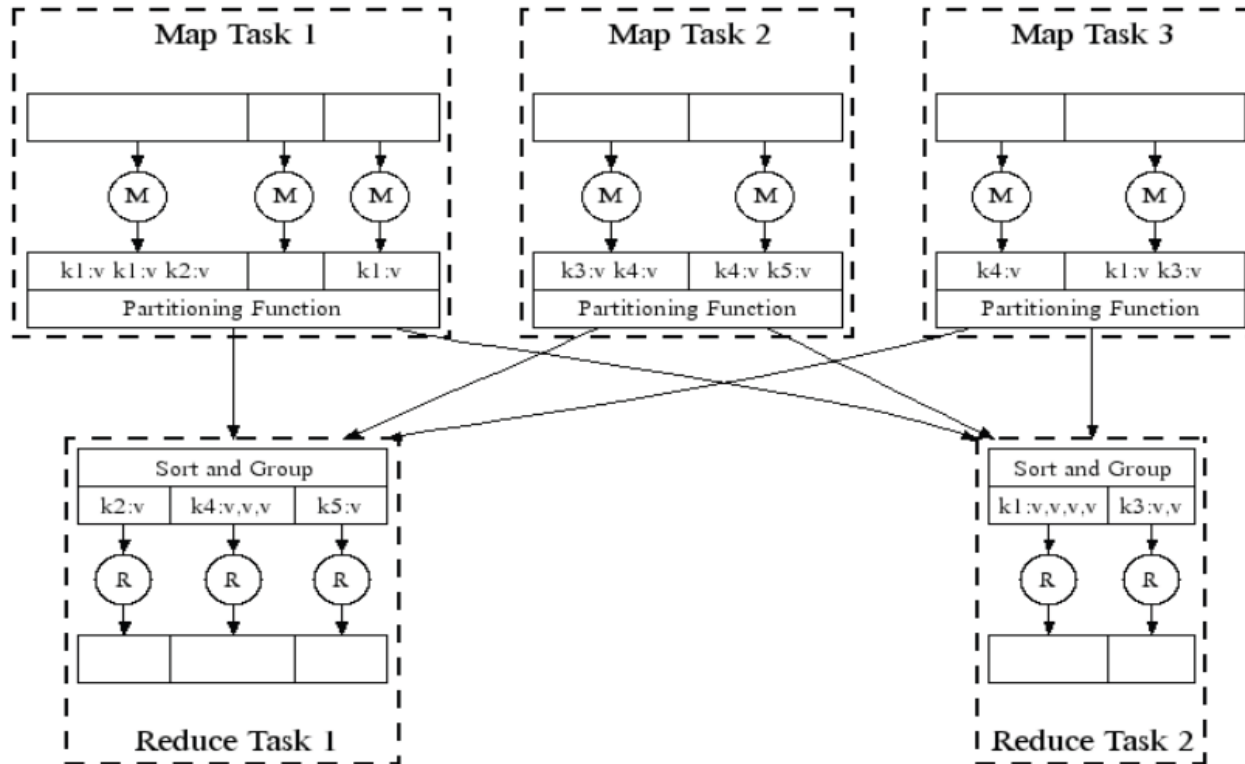 Map Task 1 Map Task 2 Map Task 3
M M M M M M M
k1:v k1:v k2:v k1:v k3:v k4:v k4:v k5:v k4:v k1:v k3:v
Partitioning Function Partitioning Function Partitioning Function
Sort and Group Sort and Group
k2:v k4:v,v,v k5:v k1:v,v,v,v k3:v,v
R R R R R
Reduce Task 1 Reduce Task 2